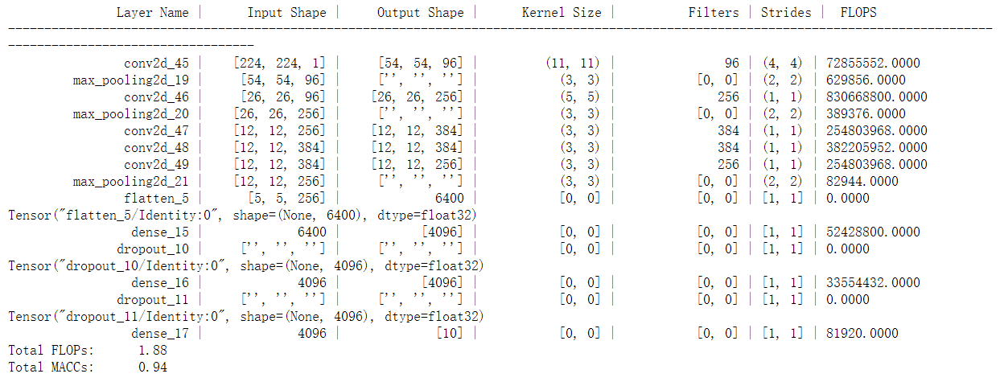 Layer Name | Input Shape | Output Shape | Kernel Size | Filters | Strides | FLOPS
------------------------------------------------------------------------------------------------------------------------------------------------
----------------------------------
conv2d_45 | [224, 224, 1] | [54, 54, 96] | (11, 11) | 96 | (4, 4) | 72855552.0000
max_pooling2d_19 | [54, 54, 96] | ['', '', ''] | (3, 3) | [0, 0] | (2, 2) | 629856.0000
conv2d_46 | [26, 26, 96] | [26, 26, 256] | (5, 5) | 256 | (1, 1) | 830668800.0000
max_pooling2d_20 | [26, 26, 256] | ['', '', ''] | (3, 3) | [0, 0] | (2, 2) | 389376.0000
conv2d_47 | [12, 12, 256] | [12, 12, 384] | (3, 3) | 384 | (1, 1) | 254803968.0000
conv2d_48 | [12, 12, 384] | [12, 12, 384] | (3, 3) | 384 | (1, 1) | 382205952.0000
conv2d_49 | [12, 12, 384] | [12, 12, 256] | (3, 3) | 256 | (1, 1) | 254803968.0000
max_pooling2d_21 | [12, 12, 256] | ['', '', ''] | (3, 3) | [0, 0] | (2, 2) | 82944.0000
flatten_5 | [5, 5, 256] | 6400 | [0, 0] | [0, 0] | [1, 1] | 0.0000
Tensor("flatten_5/Identity:0", shape=(None, 6400), dtype=float32)
dense_15 | 6400 | [4096] | [0, 0] | [0, 0] | [1, 1] | 52428800.0000
dropout_10 | ['', '', ''] | ['', '', ''] | [0, 0] | [0, 0] | [1, 1] | 0.0000
Tensor("dropout_10/Identity:0", shape=(None, 4096), dtype=float32)
dense_16 | 4096 | [4096] | [0, 0] | [0, 0] | [1, 1] | 33554432.0000
dropout_11 | ['', '', ''] | ['', '', ''] | [0, 0] | [0, 0] | [1, 1] | 0.0000
Tensor("dropout_11/Identity:0", shape=(None, 4096), dtype=float32)
dense_17 | 4096 | [10] | [0, 0] | [0, 0] | [1, 1] | 81920.0000
Total FLOPs: 1.88
Total MACCs: 0.94